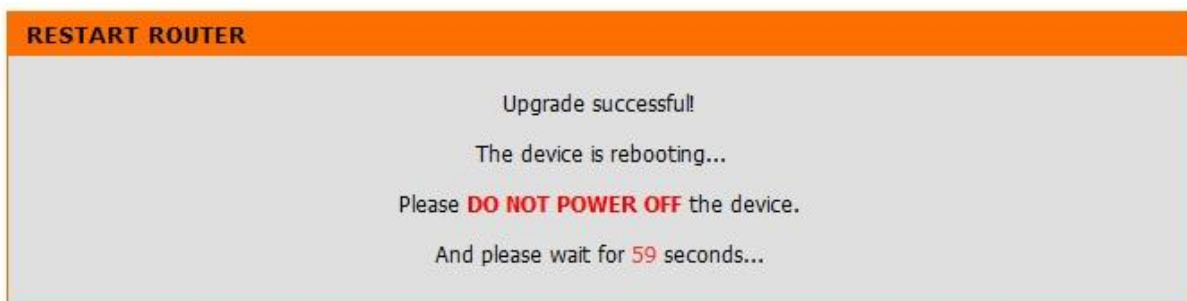 RESTART ROUTER
Upgrade successful!
The device is rebooting...
Please DO NOT POWER OFF the device.
And please wait for 59 seconds...